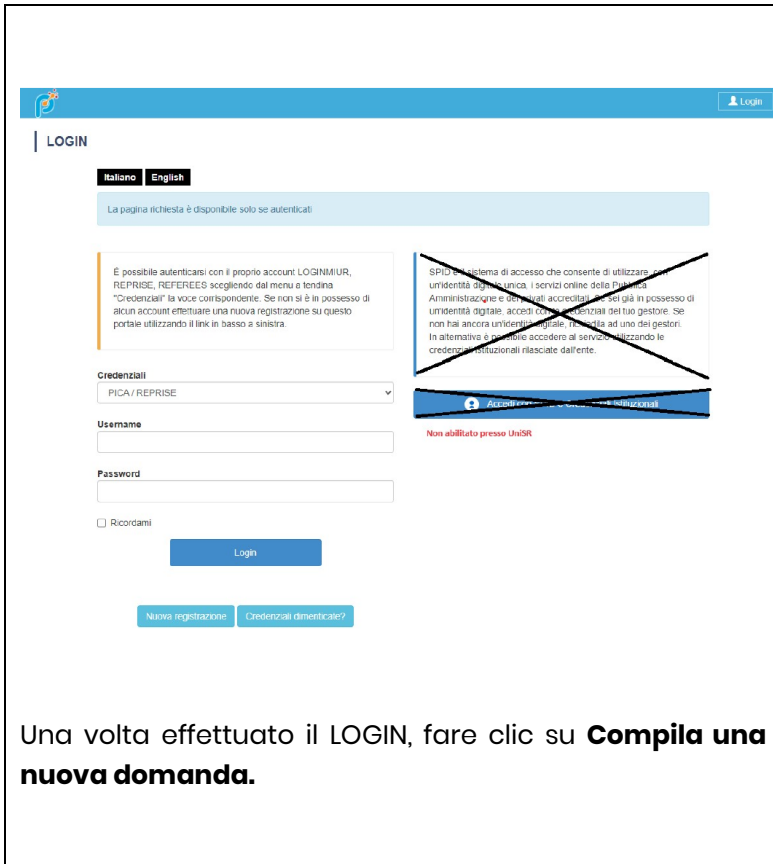 Login
LOGIN
Italiano English
La pagina richiesta è disponibile solo se autenticati
È possibile autenticarsi con il proprio account LOGINMIUR,
REPRISE, REFEREES scegliendo dal menu a tendina
"Credenziali" la voce corrispondente. Se non si è in possesso di
alcun account effettuare una nuova registrazione su questo
portale utilizzando il link in basso a sinistra.
SPID è il sistema di accesso che consente di utilizzare, con
un'identità digitale unica, i servizi online della Pubblica
Amministrazione e dei privati accreditati. Se sei già in possesso di
un'identità digitale, accedi con le credenziali del tuo gestore. Se
non hai ancora un'identità digitale, richiedila ad uno dei gestori.
In alternativa è possibile accedere al servizio utilizzando le
credenziali istituzionali rilasciate dall'ente.
Credenziali
PICA / REPRISE
Accedi Istituzionali
Username
Non abilitato presso UniSR
Password
Ricordami
Login
Nuova registrazione Credenziali dimenticate?
Una volta effettuato il LOGIN, fare clic su Compila una
nuova domanda.